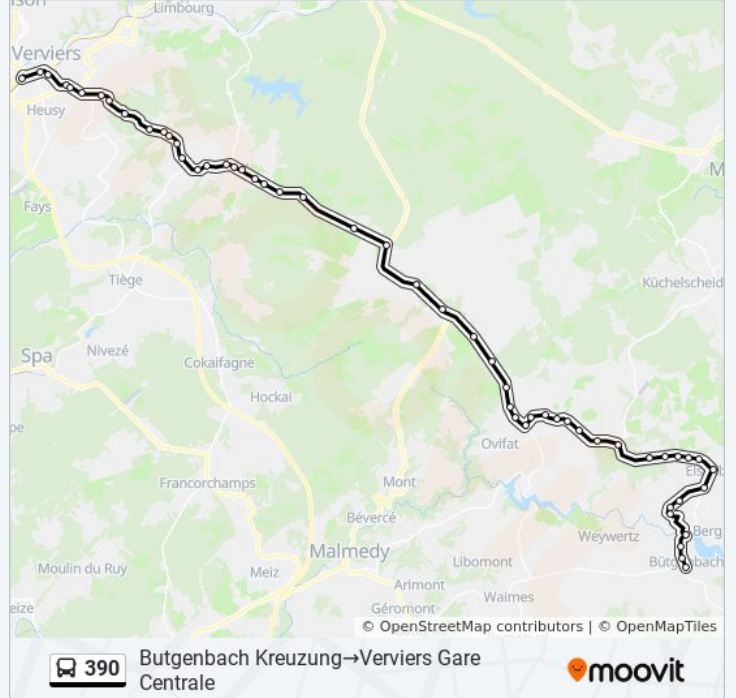 Limbourg
Verviers
Heusy
Fays
Tiège
Küchelscheid
Spa
Nivezé
Cokaifagne
Hockai
Ovifat
Francorchamps
Mont
Bévercé
Weywertz
Berg
Malmedy
Libomont
Moulin du Ruy
Meiz
Arimont
Waimes
Géromont
© OpenStreetMap contributors | © OpenMapTiles
390
Butgenbach Kreuzung→Verviers Gare
Centrale
moovit